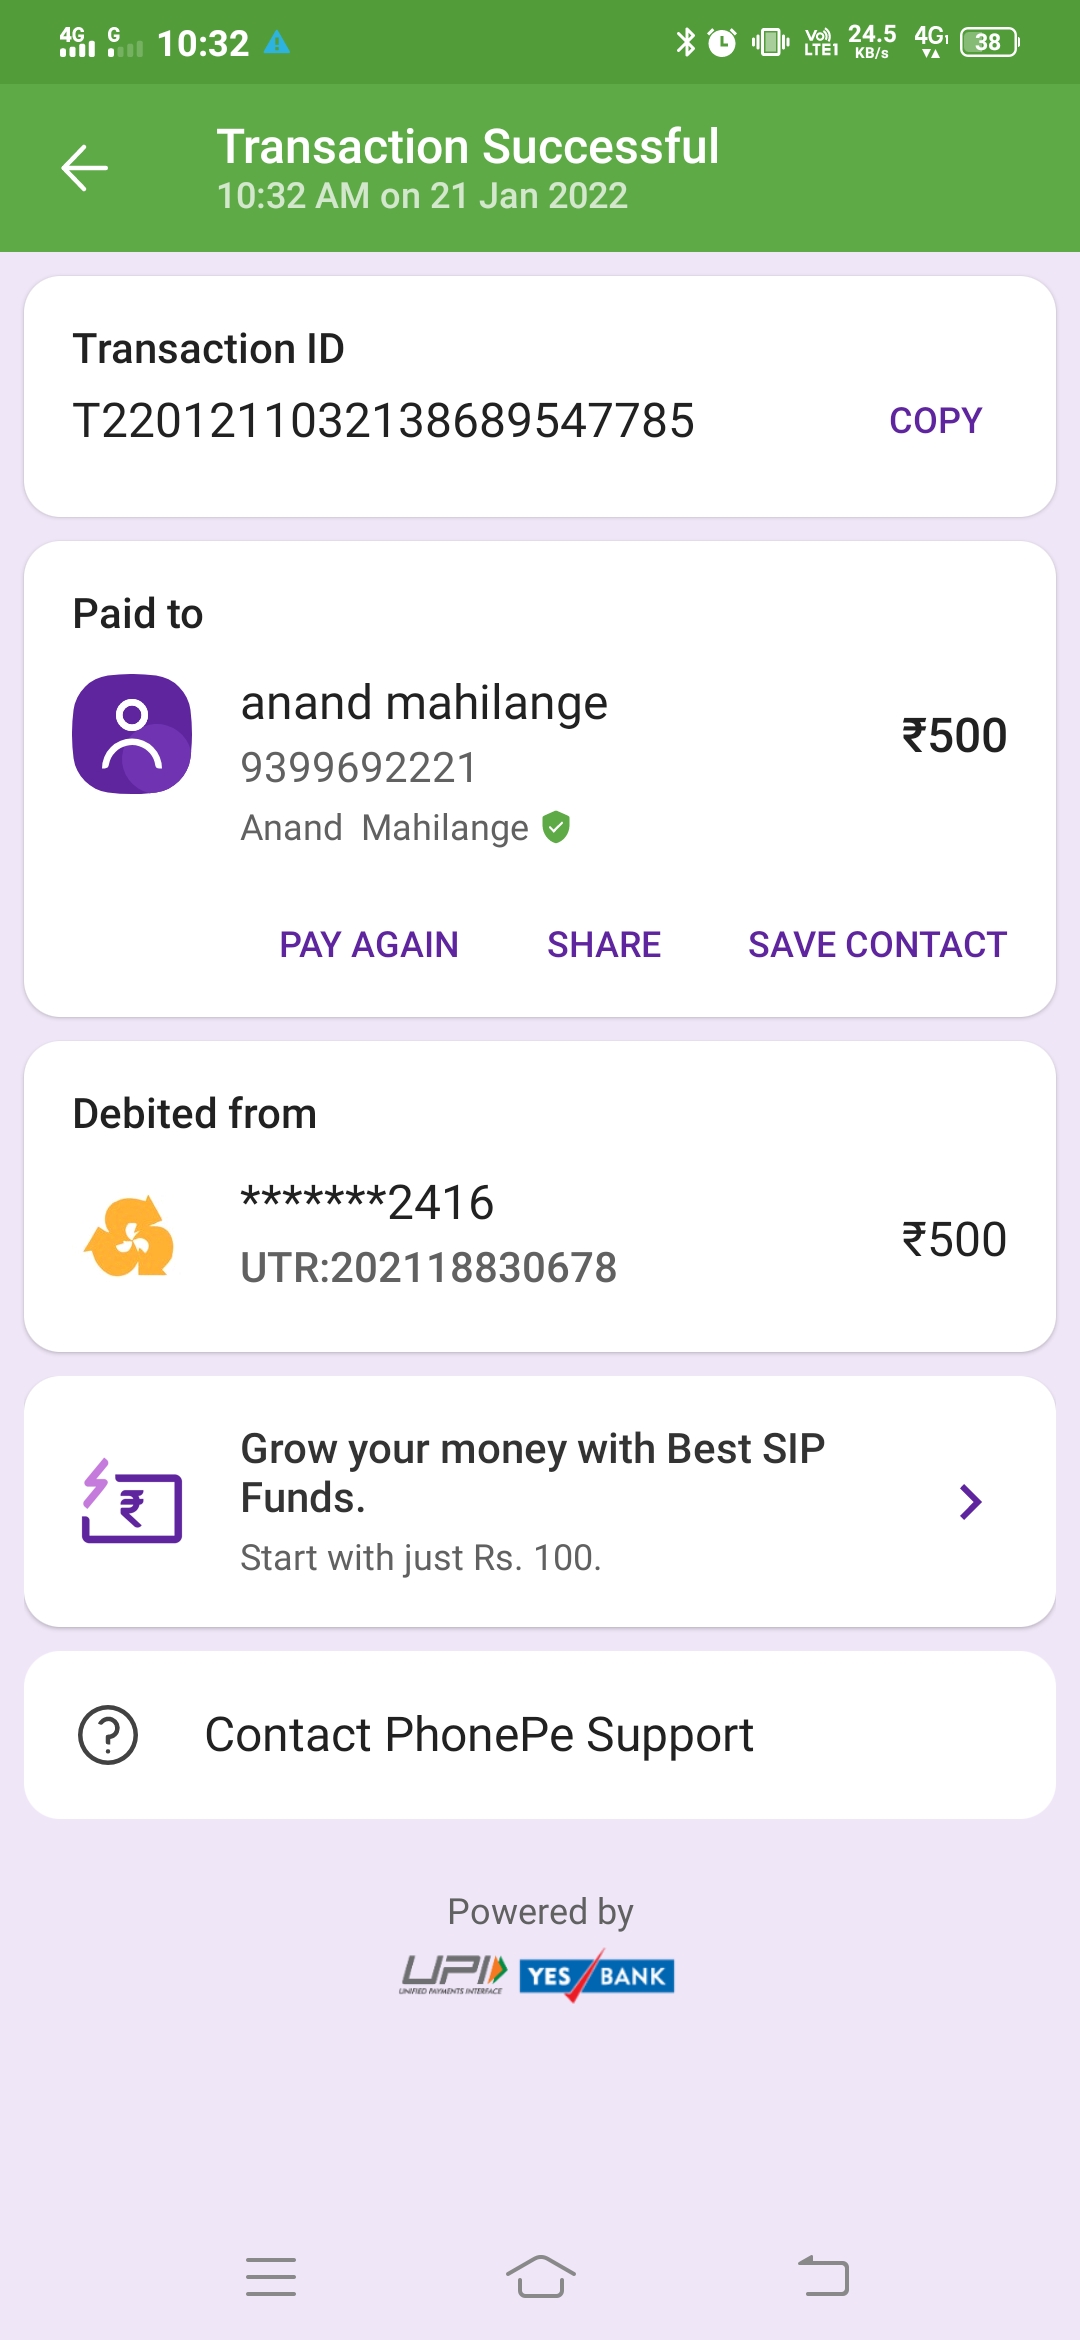 4G G 10:32 Vo) LTE1 24.5 KB/s 4G1 38
Transaction Successful
10:32 AM on 21 Jan 2022
Transaction ID
T2201211032138689547785 COPY
Paid to
anand mahilange
9399692221
₹500
Anand Mahilange
PAY AGAIN SHARE SAVE CONTACT
Debited from
*******2416
UTR:202118830678
₹500
Grow your money with Best SIP
Funds.
Start with just Rs. 100.
Contact PhonePe Support
Powered by
UPI YES BANK
UNIFIED PAYMENTS INTERFACE